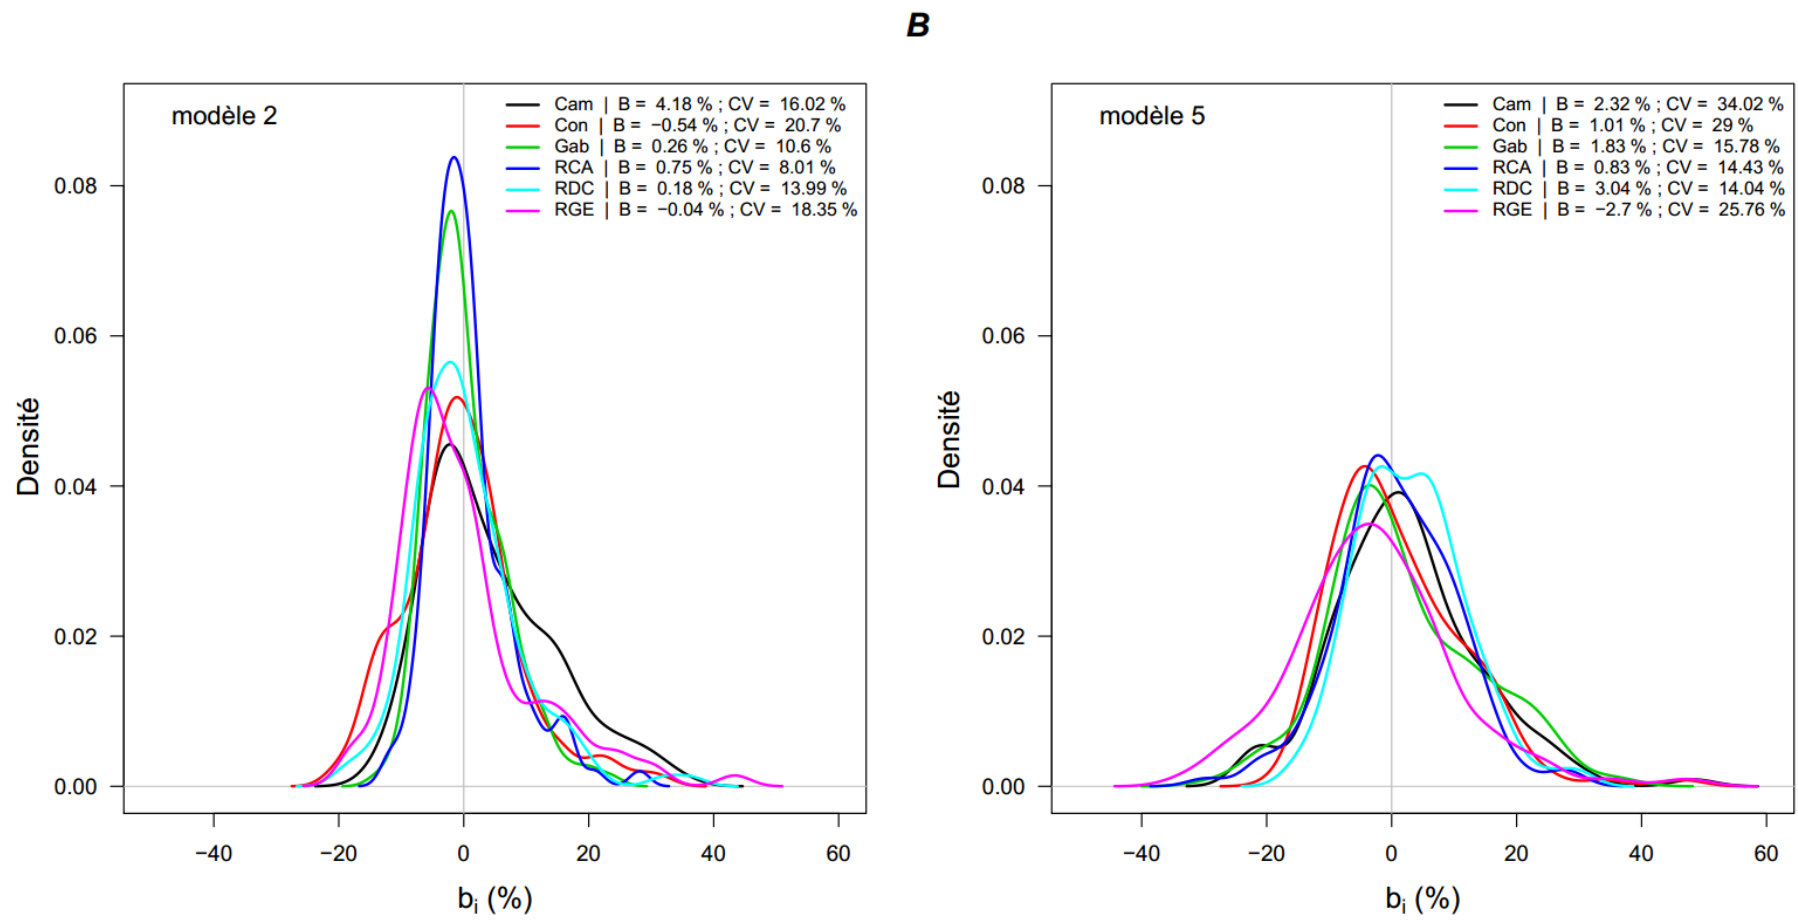 B
modèle 2
Cam | B = 4.18 % ; CV = 16.02 %
Con | B = −0.54 % ; CV = 20.7 %
Gab | B = 0.26 % ; CV = 10.6 %
RCA | B = 0.75 % ; CV = 8.01 %
RDC | B = 0.18 % ; CV = 13.99 %
RGE | B = −0.04 % ; CV = 18.35 %
Densité
0.08
0.06
0.04
0.02
0.00
−40 −20 0 20 40 60
bi (%)
modèle 5
Cam | B = 2.32 % ; CV = 34.02 %
Con | B = 1.01 % ; CV = 29 %
Gab | B = 1.83 % ; CV = 15.78 %
RCA | B = 0.83 % ; CV = 14.43 %
RDC | B = 3.04 % ; CV = 14.04 %
RGE | B = −2.7 % ; CV = 25.76 %
Densité
0.08
0.06
0.04
0.02
0.00
−40 −20 0 20 40 60
bi (%)